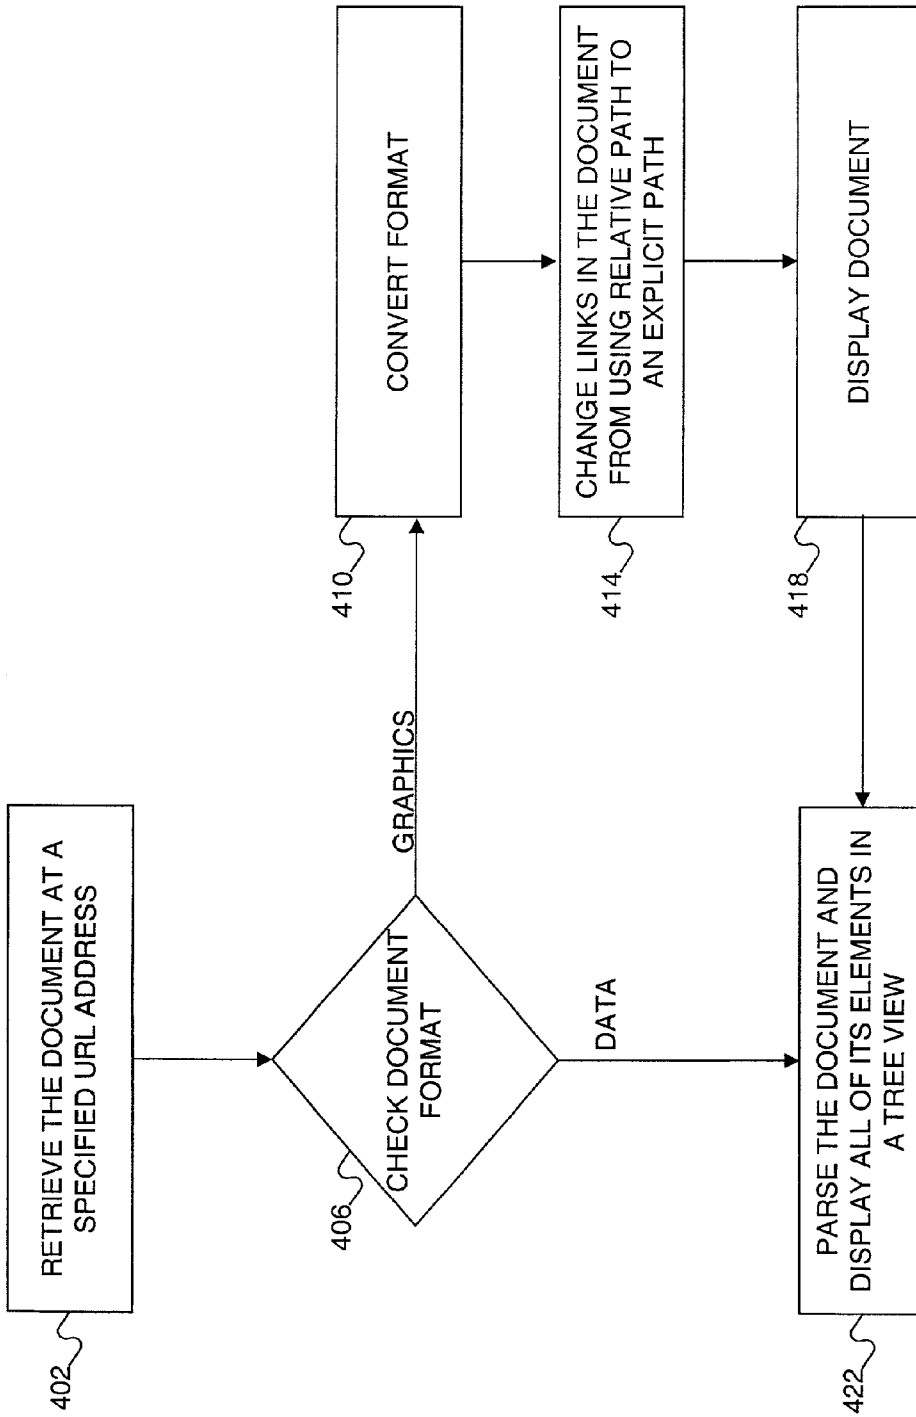 402
RETRIEVE THE DOCUMENT AT A
SPECIFIED URL ADDRESS
406
CHECK DOCUMENT
FORMAT
GRAPHICS
DATA
410
CONVERT FORMAT
414
CHANGE LINKS IN THE DOCUMENT
FROM USING RELATIVE PATH TO
AN EXPLICIT PATH
418
DISPLAY DOCUMENT
422
PARSE THE DOCUMENT AND
DISPLAY ALL OF ITS ELEMENTS IN
A TREE VIEW